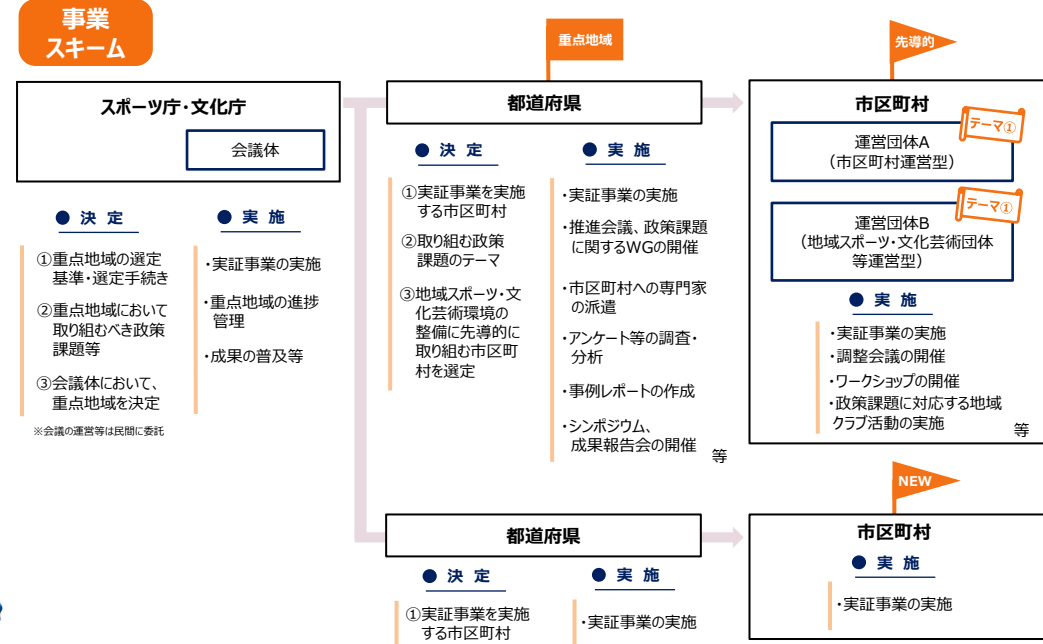 事業
スキーム
スポーツ庁・文化庁
会議体
● 決 定
①重点地域の選定
基準・選定手続き
②重点地域において
取り組むべき政策
課題等
③会議体において、
重点地域を決定
※会議の運営等は民間に委託
● 実 施
・実証事業の実施
・重点地域の進捗
管理
・成果の普及等
重点地域
都道府県
● 決 定
①実証事業を実施
する市区町村
②取り組む政策
課題のテーマ
③地域スポーツ・文
化芸術環境の
整備に先導的に
取り組む市区町
村を選定
● 実 施
・実証事業の実施
・推進会議、政策課題
に関するWGの開催
・市区町村への専門家
の派遣
・アンケート等の調査・
分析
・事例レポートの作成
・シンポジウム、
成果報告会の開催
等
先導的
市区町村
テーマ①
運営団体A
（市区町村運営型）
テーマ①
運営団体B
（地域スポーツ・文化芸術団体
等運営型）
● 実 施
・実証事業の実施
・調整会議の開催
・ワークショップの開催
・政策課題に対応する地域
クラブ活動の実施
等
都道府県
● 決 定
①実証事業を実施
する市区町村
● 実 施
・実証事業の実施
NEW
市区町村
● 実 施
・実証事業の実施